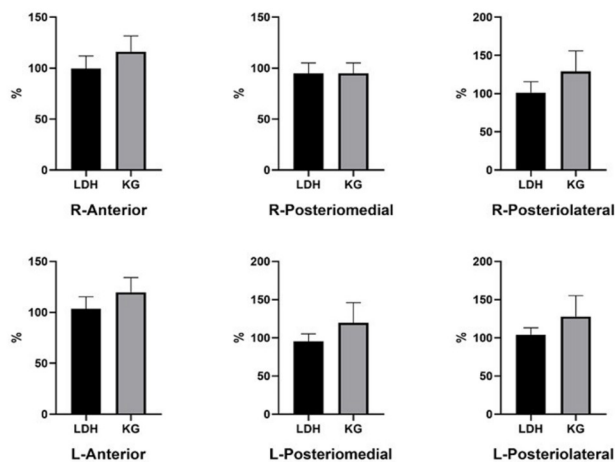 150
100
50
0
%
LDH KG
R-Anterior
150
100
50
0
%
LDH KG
R-Posteriomedial
200
150
100
50
0
%
LDH KG
R-Posteriolateral
150
100
50
0
%
LDH KG
L-Anterior
200
150
100
50
0
%
LDH KG
L-Posteriomedial
200
150
100
50
0
%
LDH KG
L-Posteriolateral